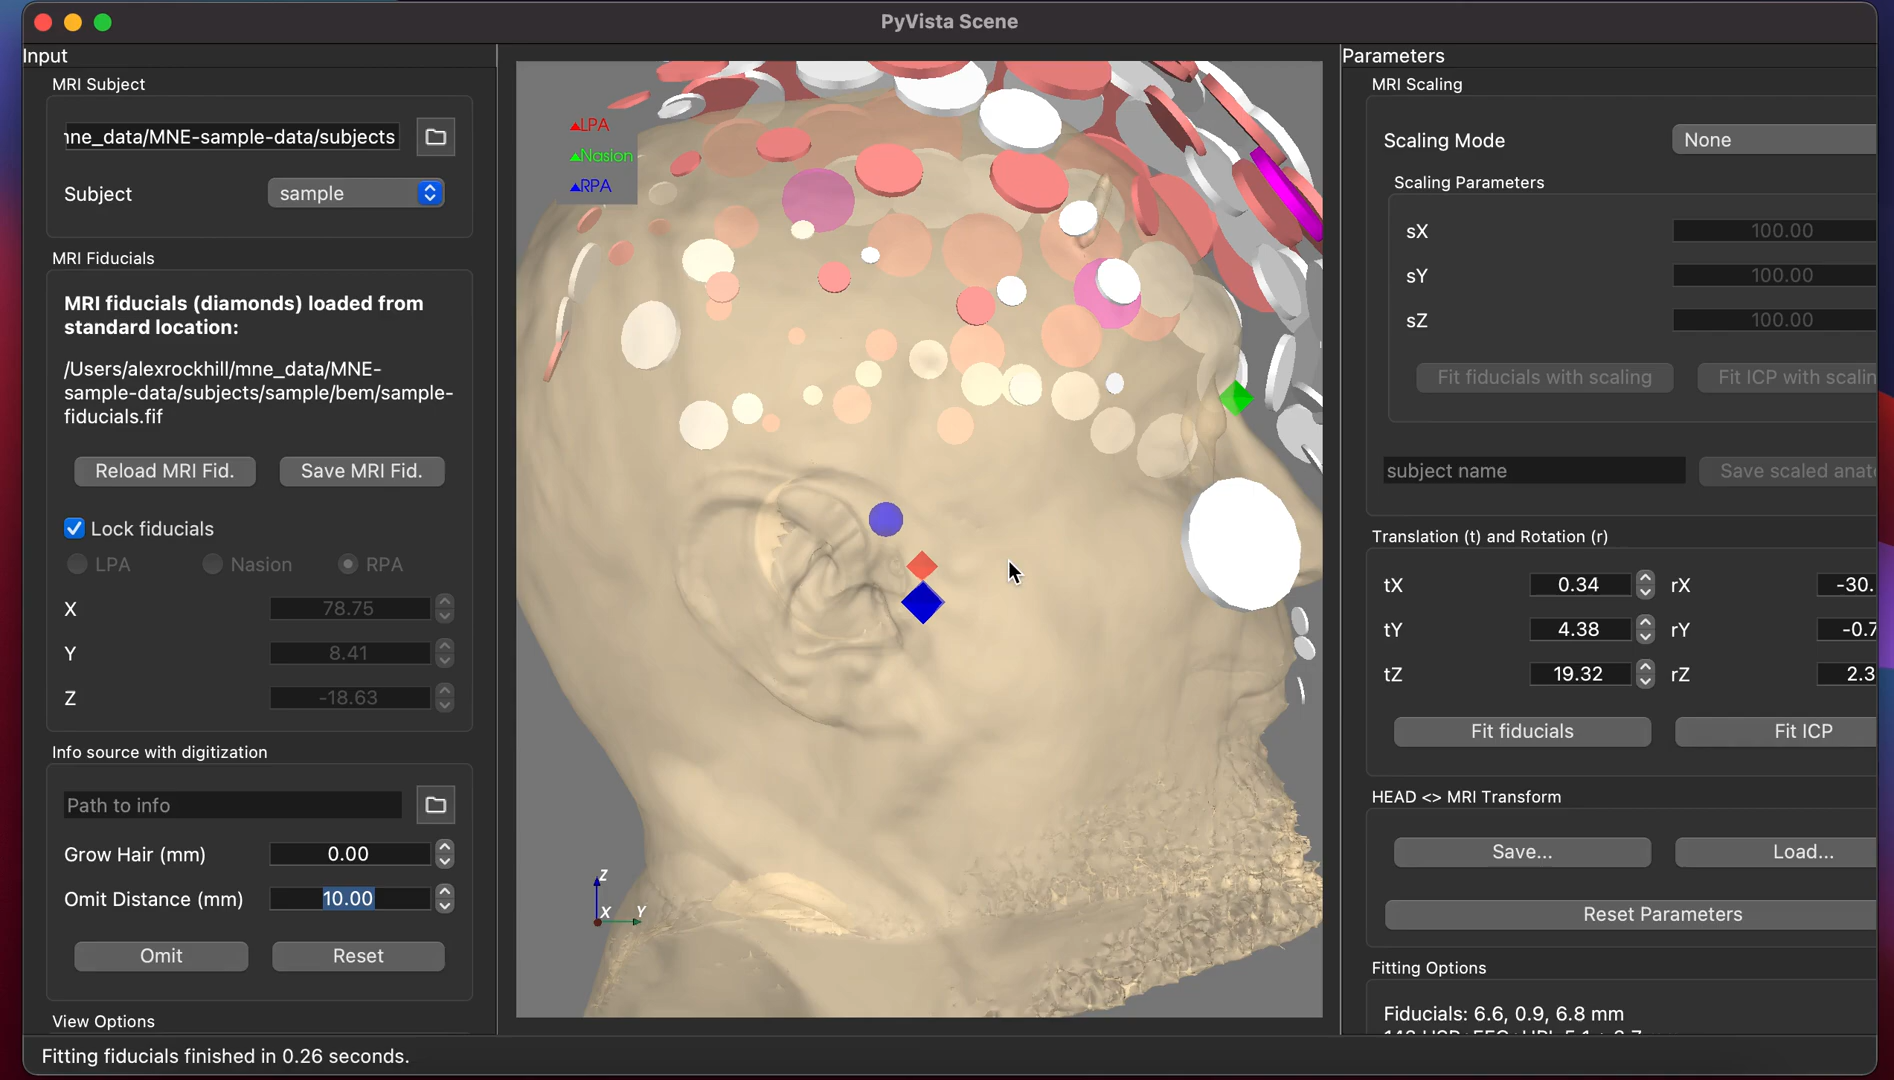 PyVista Scene
Input
MRI Subject
nne_data/MNE-sample-data/subjects
Subject
sample
MRI Fiducials
MRI fiducials (diamonds) loaded from
standard location:
/Users/alexrockhill/mne_data/MNE-
sample-data/subjects/sample/bem/sample-
fiducials.fif
Reload MRI Fid.
Save MRI Fid.
Lock fiducials
LPA
Nasion
RPA
X
78.75
Y
8.41
Z
-18.63
Info source with digitization
Path to info
Grow Hair (mm)
0.00
Omit Distance (mm)
10.00
Omit
Reset
View Options
Fitting fiducials finished in 0.26 seconds.
LPA
Nasion
RPA
Z
X
Y
Parameters
MRI Scaling
Scaling Mode
None
Scaling Parameters
sX
100.00
sY
100.00
sZ
100.00
Fit fiducials with scaling
Fit ICP with scalin
subject name
Save scaled anat
Translation (t) and Rotation (r)
tX
0.34
rX
-30.
tY
4.38
rY
-0.7
tZ
19.32
rZ
2.3
Fit fiducials
Fit ICP
HEAD <> MRI Transform
Save...
Load...
Reset Parameters
Fitting Options
Fiducials: 6.6, 0.9, 6.8 mm